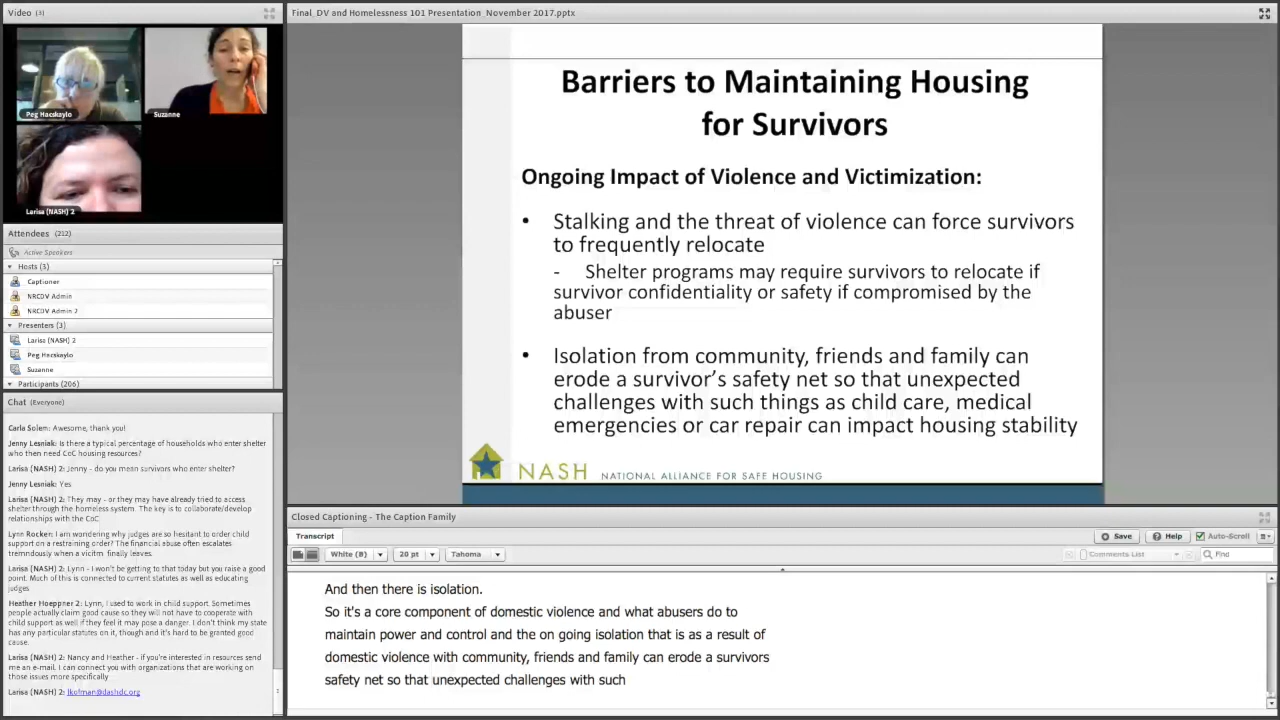 Video (3)
Peg Hacskaylo
Suzanne
Larisa (NASH) 2
Attendees (212)
Active Speakers
Hosts (3)
Captioner
NRCDV Admin
NRCDV Admin 2
Presenters (3)
Larisa (NASH) 2
Peg Hacskaylo
Suzanne
Participants (206)
Chat (Everyone)
Carla Solem: Awesome, thank you!
Jenny Lesniak: Is there a typical percentage of households who enter shelter
who then need CoC housing resources?
Larisa (NASH) 2: Jenny - do you mean survivors who enter shelter?
Jenny Lesniak: Yes
Larisa (NASH) 2: They may - or they may have already tried to access
shelter through the homeless system. The key is to collaborate/develop
relationships with the CoC
Lynn Rocker: I am wondering why judges are so hesitant to order child
support on a restraining order? The financial abuse often escalates
tremndously when a vicitm finally leaves.
Larisa (NASH) 2: Lynn - I won't be getting to that today but you raise a good
point. Much of this is connected to current statutes as well as educating
judges
Heather Hoeppner 2: Lynn, I used to work in child support. Sometimes
people actually claim good cause so they will not have to cooperate with
child support as well if they feel it may pose a danger. I don't think my state
has any particular statutes on it, though and it's hard to be granted good
cause.
Larisa (NASH) 2: Nancy and Heather - if you're interested in resources send
me an e-mail. I can connect you with organizations that are working on
those issues more specifically
Larisa (NASH) 2: lkofman@dashdc.org
Final_DV and Homelessness 101 Presentation_November 2017.pptx
Barriers to Maintaining Housing
for Survivors
Ongoing Impact of Violence and Victimization:
• Stalking and the threat of violence can force survivors
to frequently relocate
- Shelter programs may require survivors to relocate if
survivor confidentiality or safety if compromised by the
abuser
• Isolation from community, friends and family can
erode a survivor's safety net so that unexpected
challenges with such things as child care, medical
emergencies or car repair can impact housing stability
NASH NATIONAL ALLIANCE FOR SAFE HOUSING
Closed Captioning - The Caption Family
Transcript
Save
Help
Auto-Scroll
White (B)
20 pt
Tahoma
Comments List
Find
And then there is isolation.
So it's a core component of domestic violence and what abusers do to
maintain power and control and the on going isolation that is as a result of
domestic violence with community, friends and family can erode a survivors
safety net so that unexpected challenges with such